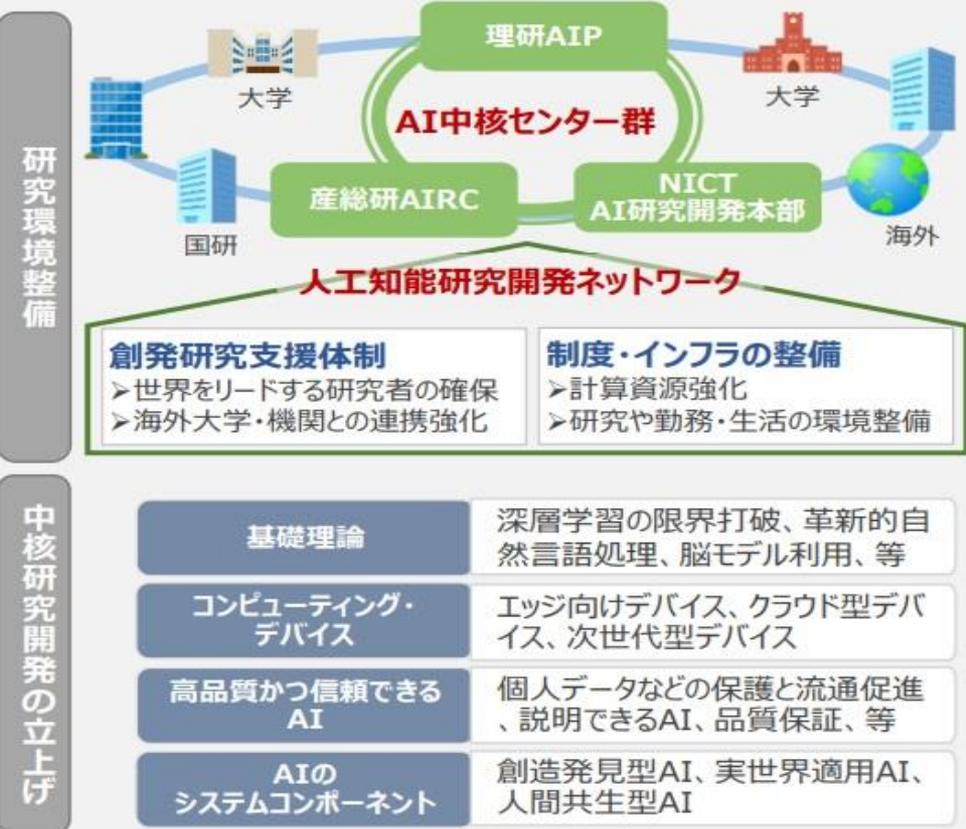 研究環境整備
理研AIP
大学
大学
AI中核センター群
産総研AIRC
NICT
AI研究開発本部
国研
海外
人工知能研究開発ネットワーク
創発研究支援体制
➢世界をリードする研究者の確保
➢海外大学・機関との連携強化
制度・インフラの整備
➢計算資源強化
➢研究や勤務・生活の環境整備
中核研究開発の立上げ
基礎理論
深層学習の限界打破、革新的自
然言語処理、脳モデル利用、等
コンピューティング・
デバイス
エッジ向けデバイス、クラウド型デバ
イス、次世代型デバイス
高品質かつ信頼できる
AI
個人データなどの保護と流通促進
、説明できるAI、品質保証、等
AIの
システムコンポーネント
創造発見型AI、実世界適用AI、
人間共生型AI